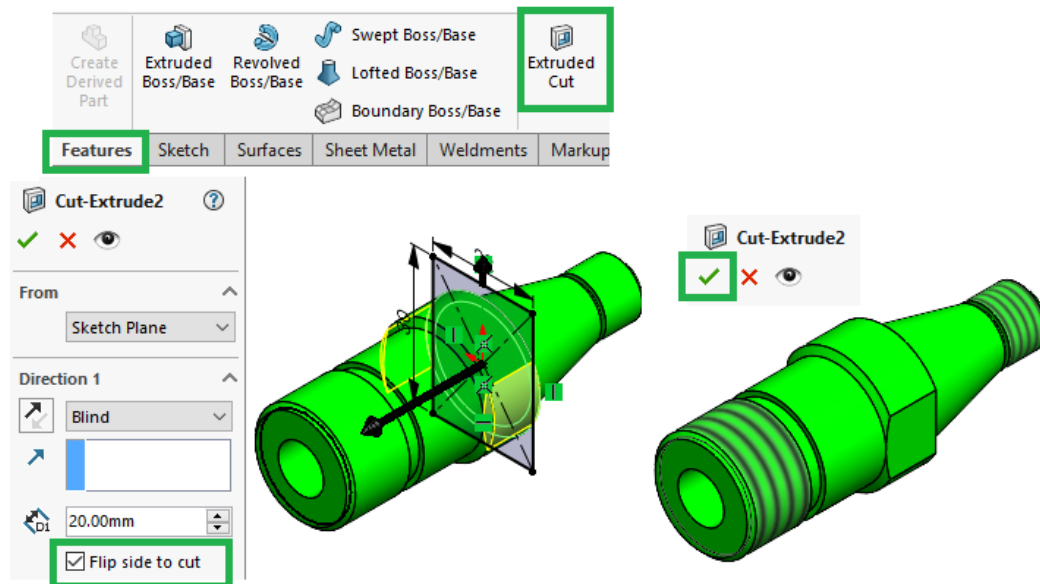 Create
Derived
Part
Extruded
Boss/Base
Revolved
Boss/Base
Swept Boss/Base
Lofted Boss/Base
Boundary Boss/Base
Extruded
Cut
Features
Sketch
Surfaces
Sheet Metal
Weldments
Markup
Cut-Extrude2
?
From
Sketch Plane
Direction 1
Blind
D1
20.00mm
Flip side to cut
Cut-Extrude2